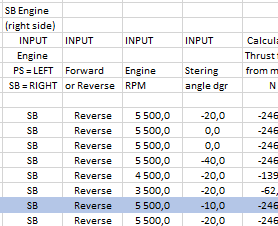 SB Engine
(right side)
INPUT INPUT INPUT INPUT Calcula
Engine Thrust
PS = LEFT Forward Engine Stering from m
SB = RIGHT or Reverse RPM angle dgr N
SB Reverse 5 500,0 -20,0 -246
SB Reverse 5 500,0 0,0 -246
SB Reverse 5 500,0 0,0 -246
SB Reverse 5 500,0 -40,0 -246
SB Reverse 4 500,0 -20,0 -139
SB Reverse 3 500,0 -20,0 -62,
SB Reverse 5 500,0 -10,0 -246
SB Reverse 5 500,0 -20,0 -246